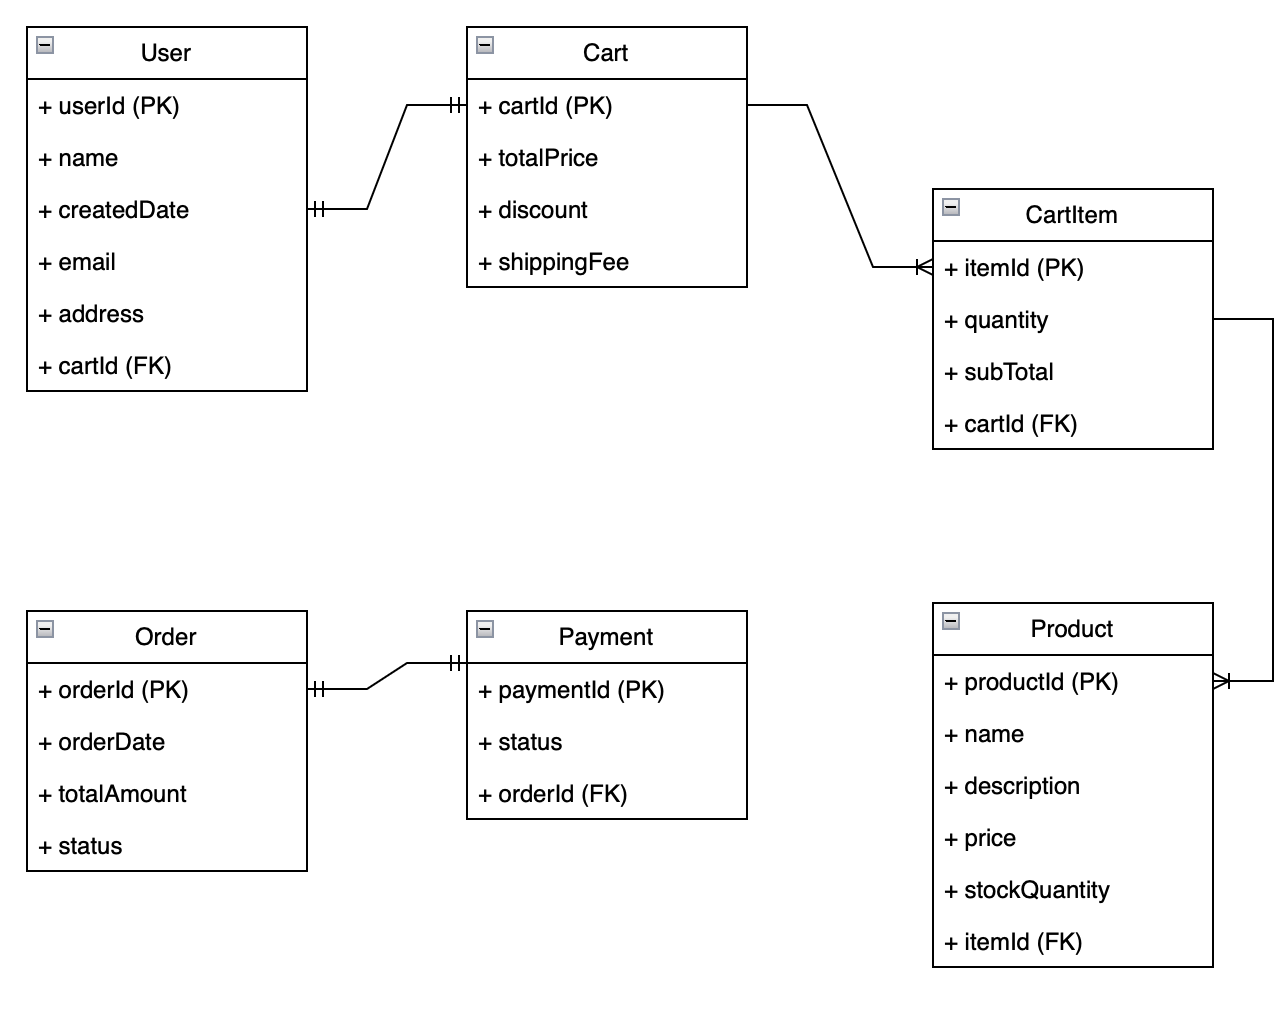 User
+ userId (PK)
+ name
+ createdDate
+ email
+ address
+ cartId (FK)
Cart
+ cartId (PK)
+ totalPrice
+ discount
+ shippingFee
CartItem
+ itemId (PK)
+ quantity
+ subTotal
+ cartId (FK)
Order
+ orderId (PK)
+ orderDate
+ totalAmount
+ status
Payment
+ paymentId (PK)
+ status
+ orderId (FK)
Product
+ productId (PK)
+ name
+ description
+ price
+ stockQuantity
+ itemId (FK)